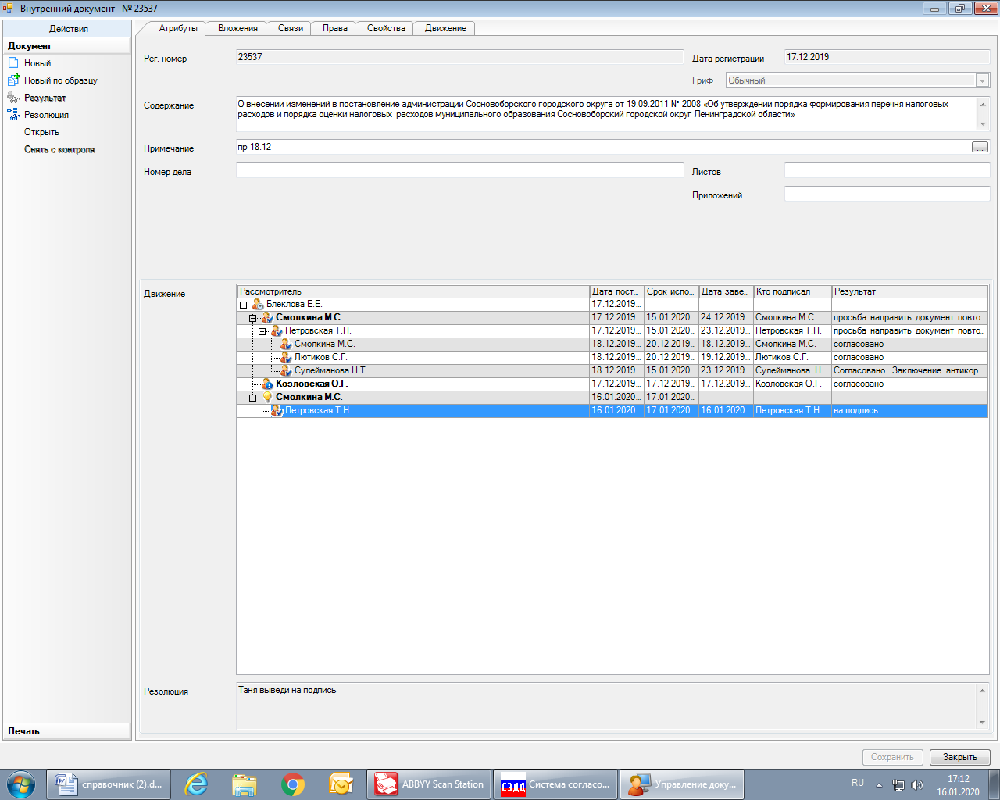 Внутренний документ № 23537
Действия
Документ
Новый
Новый по образцу
Результат
Резолюция
Открыть
Снять с контроля
Печать
Атрибуты Вложения Связи Права Свойства Движение
Рег. номер 23537 Дата регистрации 17.12.2019
Гриф Обычный
Содержание О внесении изменений в постановление администрации Сосновоборского городского округа от 19.09.2011 № 2008 «Об утверждении порядка формирования перечня налоговых
расходов и порядка оценки налоговых расходов муниципального образования Сосновоборский городской округ Ленинградской области»
Примечание пр 18.12 ...
Номер дела Листов
Приложений
Движение
Рассмотритель Дата пост... Срок испо... Дата заве... Кто подписал Результат
Блеклова Е.Е. 17.12.2019...
Смолкина М.С. 17.12.2019... 15.01.2020... 24.12.2019... Смолкина М.С. просьба направить документ повто...
Петровская Т.Н. 17.12.2019... 15.01.2020... 23.12.2019... Петровская Т.Н. просьба направить документ повто...
Смолкина М.С. 18.12.2019... 20.12.2019... 18.12.2019... Смолкина М.С. согласовано
Лютиков С.Г. 18.12.2019... 20.12.2019... 19.12.2019... Лютиков С.Г. согласовано
Сулейманова Н.Т. 18.12.2019... 15.01.2020... 23.12.2019... Сулейманова Н... Согласовано. Заключение антикор...
Козловская О.Г. 17.12.2019... 17.12.2019... 17.12.2019... Козловская О.Г. согласовано
Смолкина М.С. 16.01.2020... 17.01.2020...
Петровская Т.Н. 16.01.2020... 17.01.2020... 16.01.2020... Петровская Т.Н. на подпись
Резолюция Таня выведи на подпись
Сохранить Закрыть
справочник (2).d... ABBYY Scan Station СЭДД Система согласо... Управление доку... RU 17:12
16.01.2020